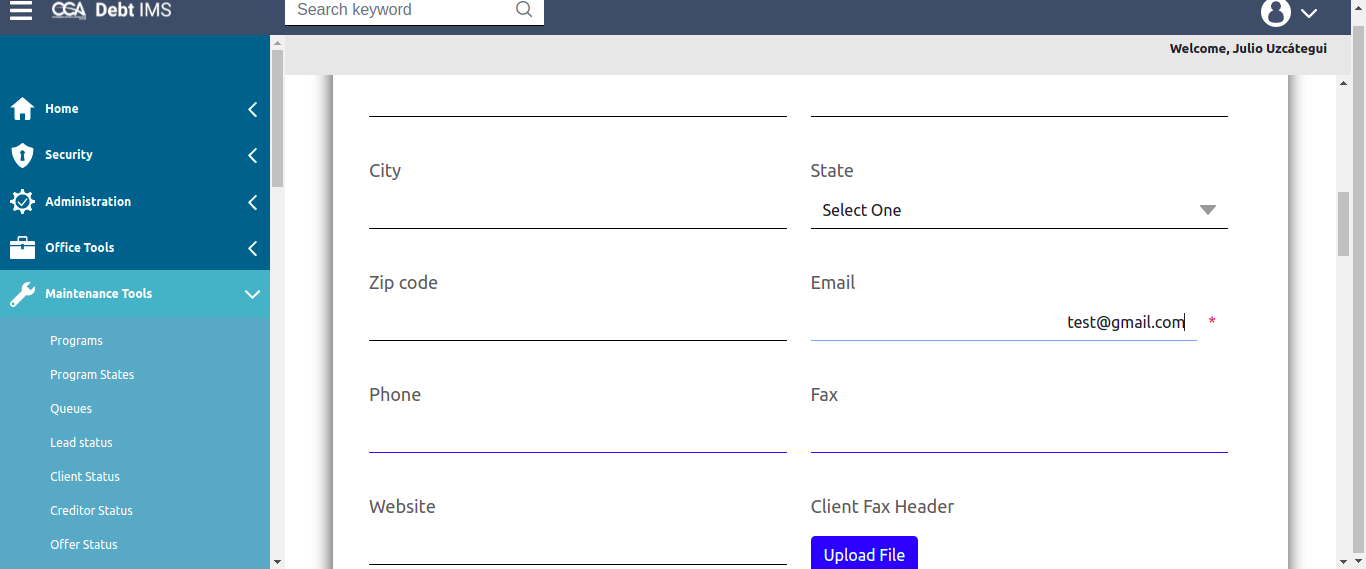 CGA Debt IMS
Search keyword
Welcome, Julio Uzcátegui
Home
Security
Administration
Office Tools
Maintenance Tools
Programs
Program States
Queues
Lead status
Client Status
Creditor Status
Offer Status
City
State
Select One
Zip code
Email
test@gmail.com *
Phone
Fax
Website
Client Fax Header
Upload File